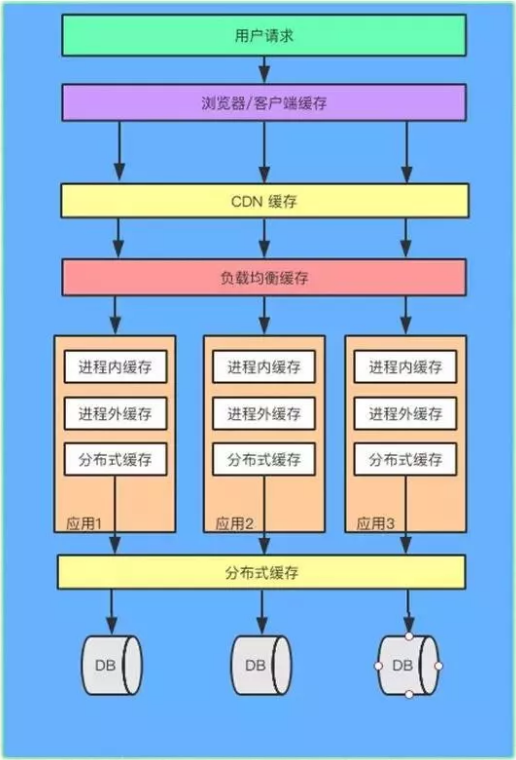 用户请求
浏览器/客户端缓存
CDN 缓存
负载均衡缓存
进程内缓存
进程外缓存
分布式缓存
应用1
进程内缓存
进程外缓存
分布式缓存
应用2
进程内缓存
进程外缓存
分布式缓存
应用3
分布式缓存
DB
DB
DB